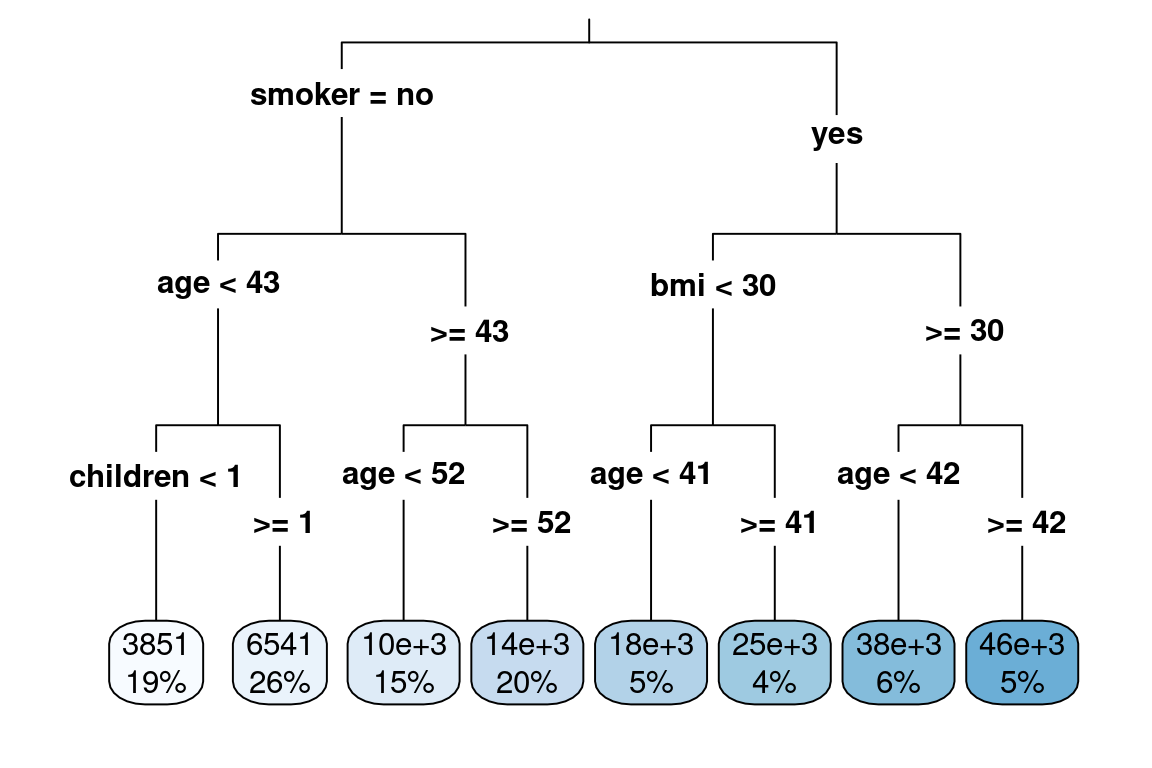 smoker = no
yes
age < 43
>= 43
bmi < 30
>= 30
children < 1
>= 1
age < 52
>= 52
age < 41
>= 41
age < 42
>= 42
3851
19%
6541
26%
10e+3
15%
14e+3
20%
18e+3
5%
25e+3
4%
38e+3
6%
46e+3
5%